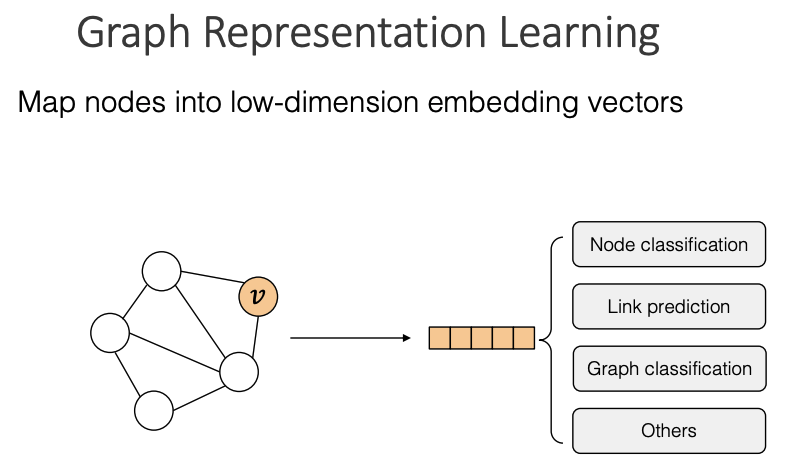 Graph Representation Learning
Map nodes into low-dimension embedding vectors
v
Node classification
Link prediction
Graph classification
Others